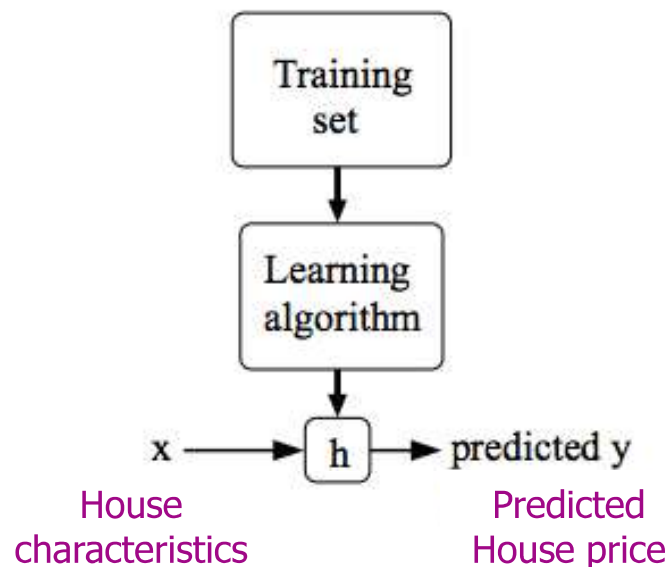 Training
set
Learning
algorithm
x
h
predicted y
House
characteristics
Predicted
House price